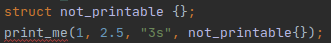 struct not_printable {};
print_me(1, 2.5, "3s", not_printable{});